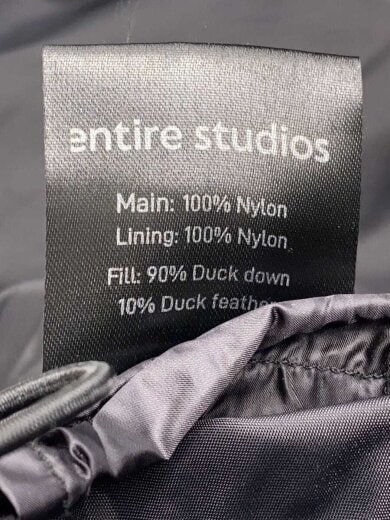 entire studios
Main: 100% Nylon
Lining: 100% Nylon
Fill: 90% Duck down
10% Duck